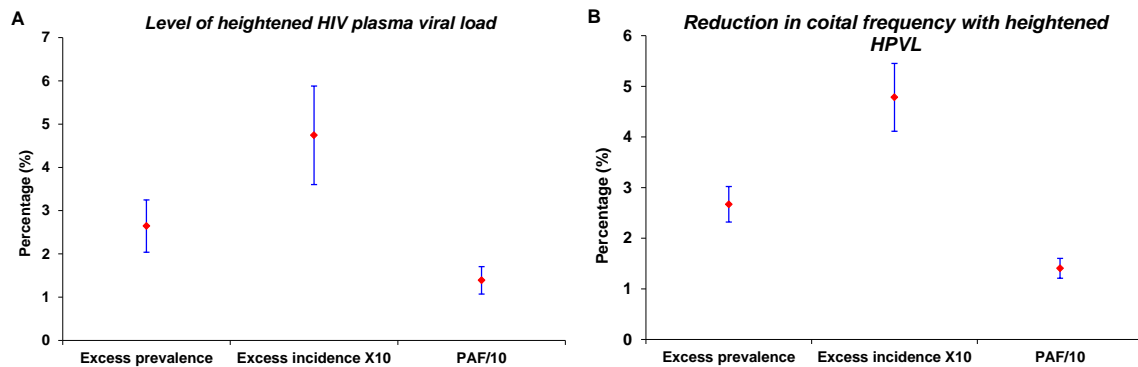 A
Level of heightened HIV plasma viral load
Percentage (%)
7
6
5
4
3
2
1
0
Excess prevalence Excess incidence X10 PAF/10
B
Reduction in coital frequency with heightened
HPVL
Percentage (%)
6
5
4
3
2
1
0
Excess prevalence Excess incidence X10 PAF/10